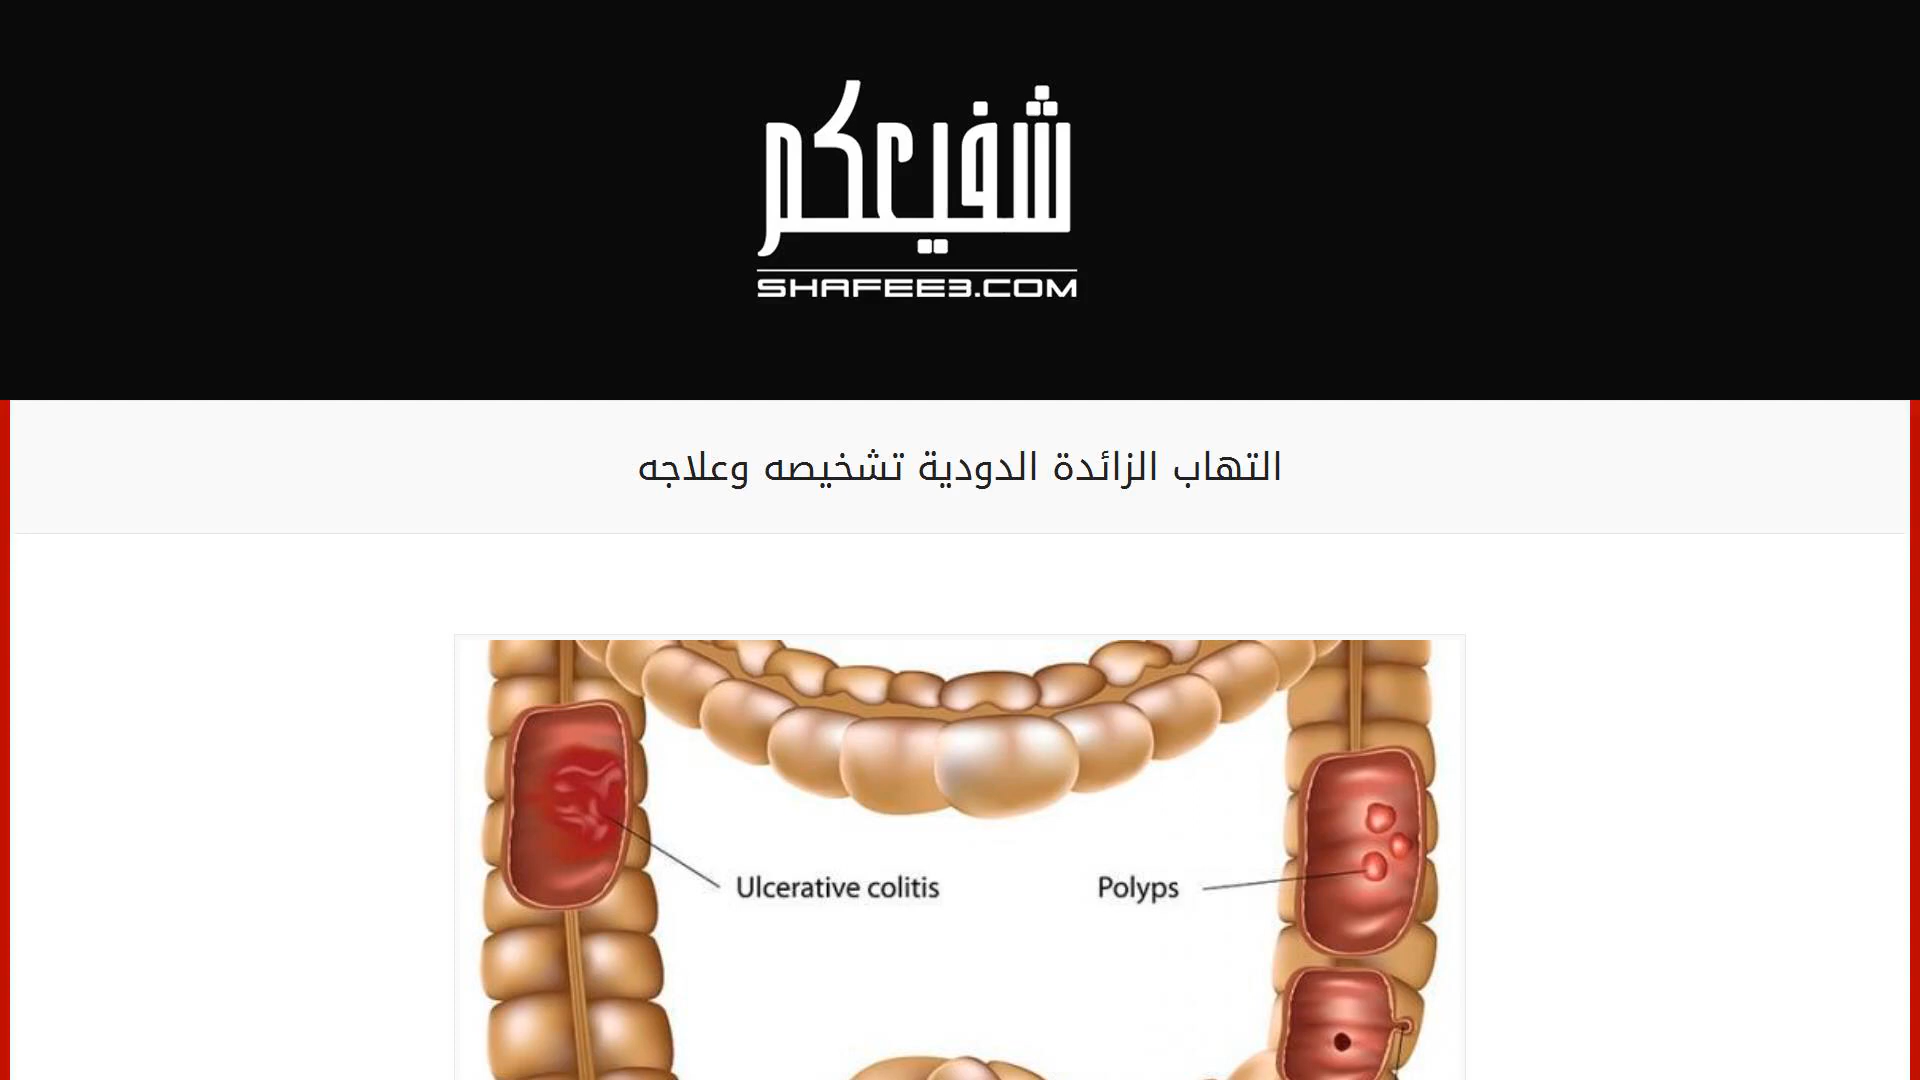 شفيعكم
SHAFEE3.COM
التهاب الزائدة الدودية تشخيصه وعلاجه
Ulcerative colitis
Polyps